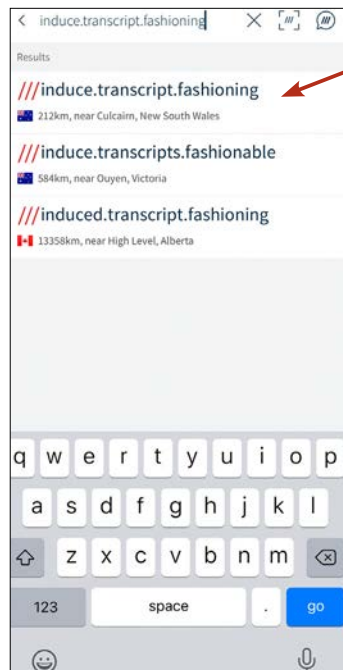 induce.transcript.fashioning
Results
///induce.transcript.fashioning
212km, near Culcairn, New South Wales
///induce.transcripts.fashionable
584km, near Ouyen, Victoria
///induced.transcript.fashioning
13358km, near High Level, Alberta
q w e r t y u i o p
a s d f g h j k l
z x c v b n m
123 space . go